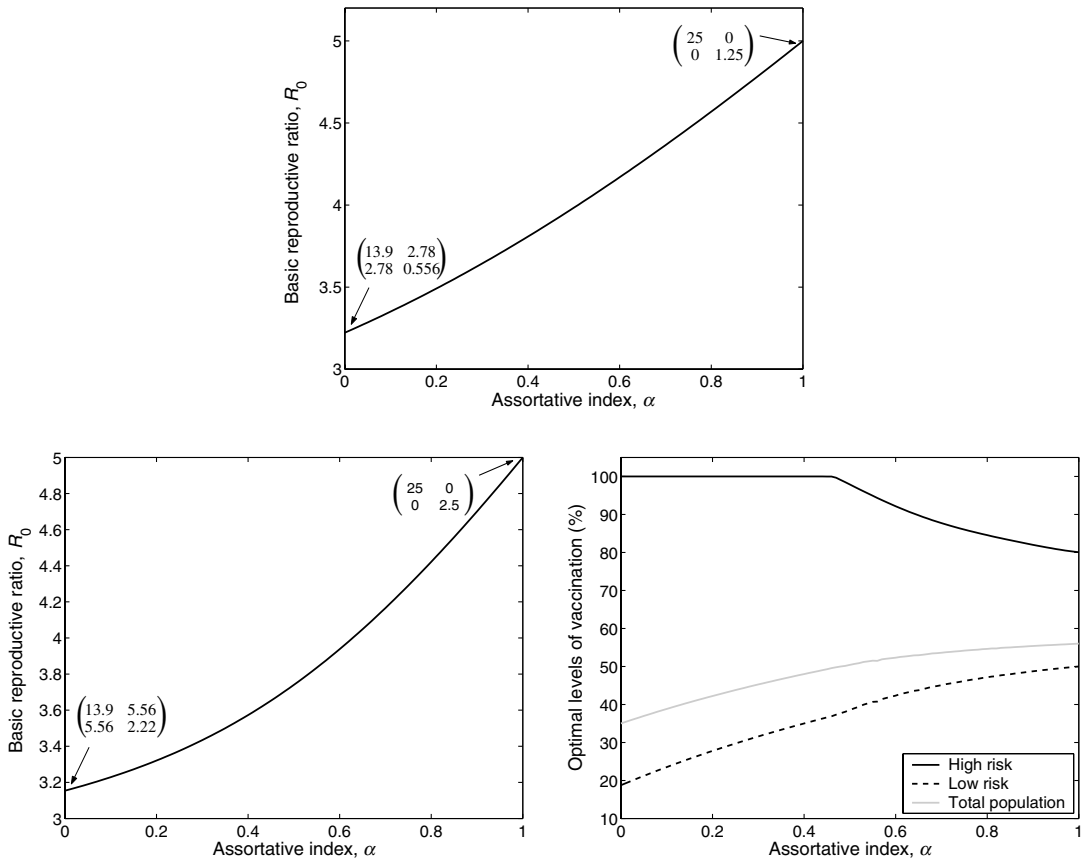 5
4.5
4
3.5
3
Basic reproductive ratio, R0
25 0
0 1.25
13.9 2.78
2.78 0.556
0 0.2 0.4 0.6 0.8 1
Assortative index, α
5
4.8
4.6
4.4
4.2
4
3.8
3.6
3.4
3.2
3
Basic reproductive ratio, R0
25 0
0 2.5
13.9 5.56
5.56 2.22
0 0.2 0.4 0.6 0.8 1
Assortative index, α
100
90
80
70
60
50
40
30
20
10
Optimal levels of vaccination (%)
High risk
Low risk
Total population
0 0.2 0.4 0.6 0.8 1
Assortative index, α